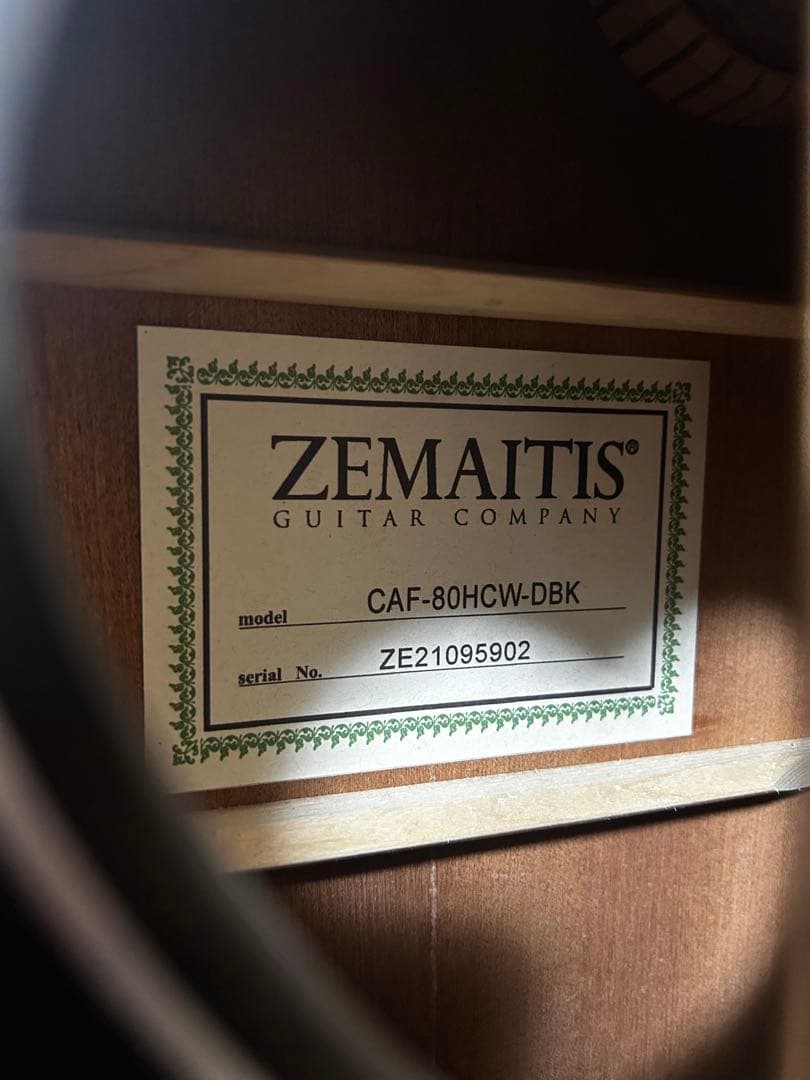 ZEMAITIS®
GUITAR COMPANY
model CAF-80HCW-DBK
serial No. ZE21095902